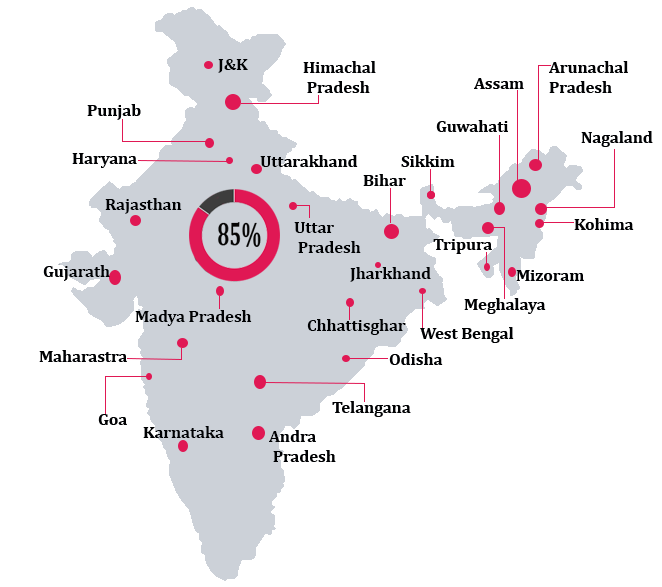 J&K
Himachal
Pradesh
Arunachal
Pradesh
Assam
Punjab
Guwahati
Nagaland
Haryana
Uttarakhand
Sikkim
Bihar
Rajasthan
Uttar
Pradesh
85%
Kohima
Tripura
Gujarath
Jharkhand
Mizoram
Meghalaya
Madya Pradesh
Chhattisghar
West Bengal
Maharastra
Odisha
Telangana
Goa
Karnataka
Andra
Pradesh